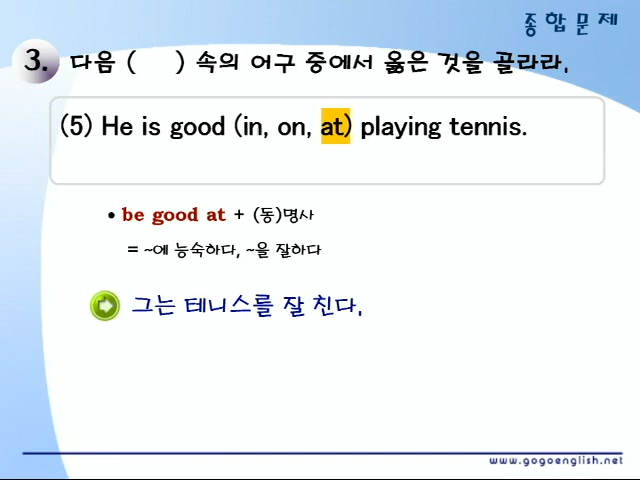 종합문제
3. 다음 (    ) 속의 어구 중에서 옳은 것을 골라라.
(5) He is good (in, on, at) playing tennis.
• be good at + (동)명사
= ~에 능숙하다, ~을 잘하다
그는 테니스를 잘 친다.
www.gogoenglish.net